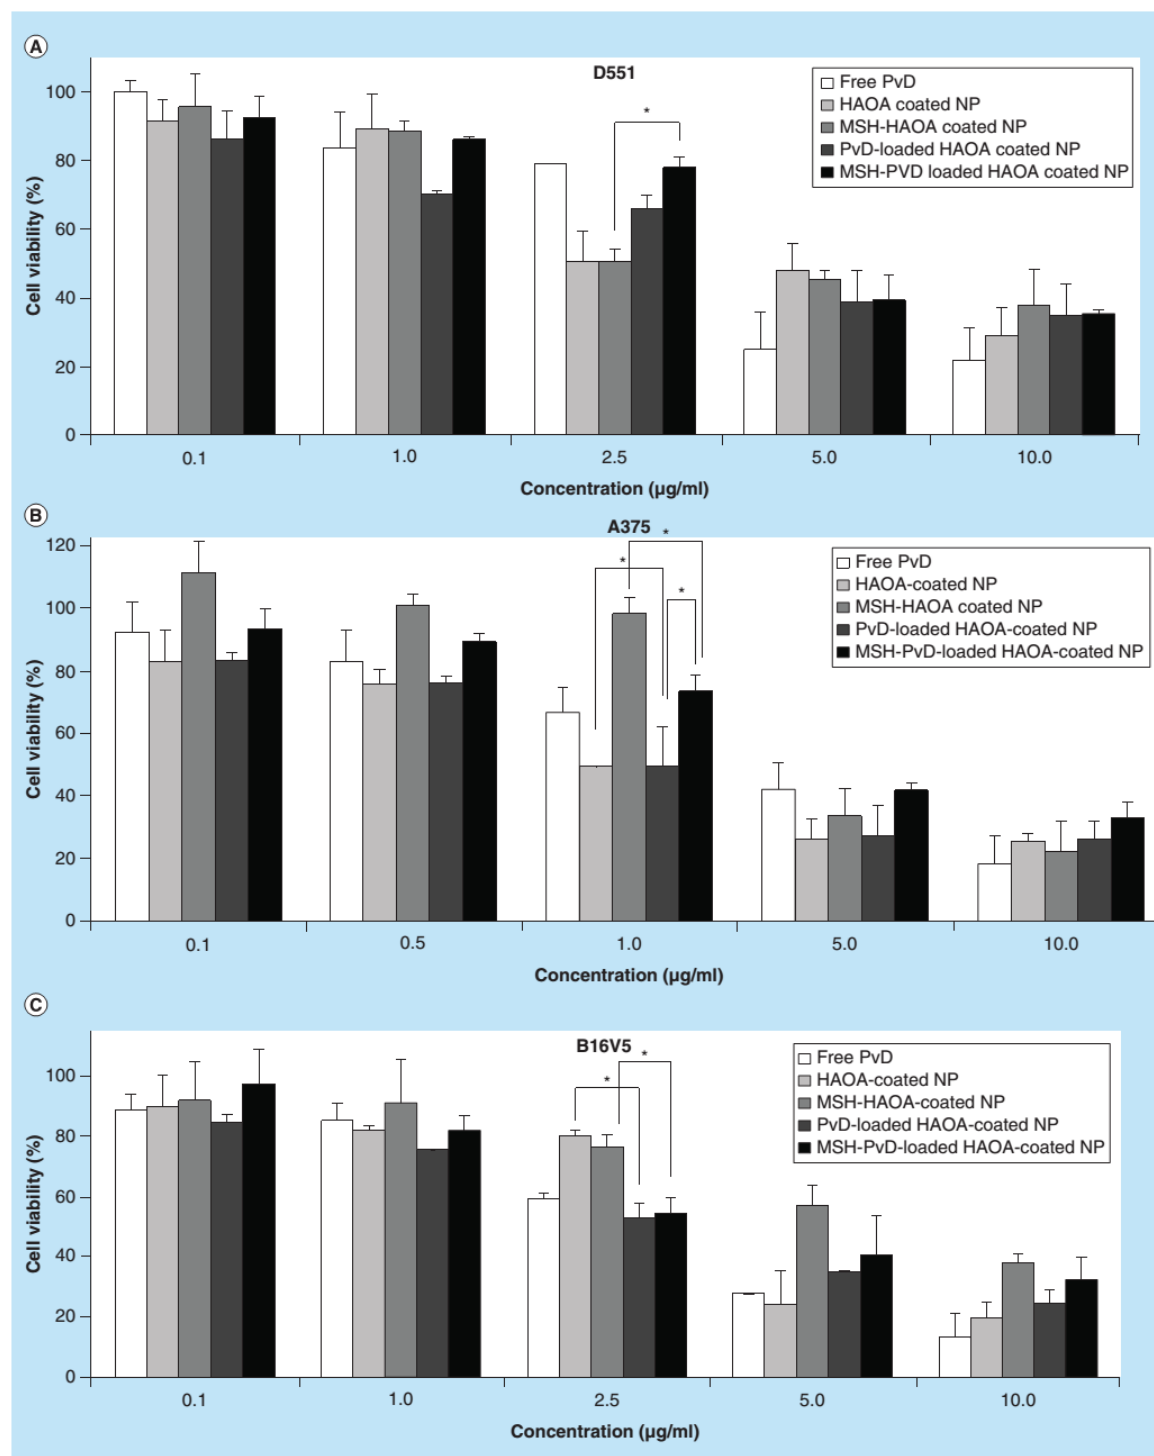 A
D551
Free PvD
HAOA coated NP
MSH-HAOA coated NP
PvD-loaded HAOA coated NP
MSH-PVD loaded HAOA coated NP
*
Cell viability (%)
100
80
60
40
20
0
0.1 1.0 2.5 5.0 10.0
Concentration (µg/ml)
B
A375
Free PvD
HAOA-coated NP
MSH-HAOA coated NP
PvD-loaded HAOA-coated NP
MSH-PvD-loaded HAOA-coated NP
*
*
*
Cell viability (%)
120
100
80
60
40
20
0
0.1 0.5 1.0 5.0 10.0
Concentration (µg/ml)
C
B16V5
Free PvD
HAOA-coated NP
MSH-HAOA-coated NP
PvD-loaded HAOA-coated NP
MSH-PvD-loaded HAOA-coated NP
*
*
Cell viability (%)
100
80
60
40
20
0
0.1 1.0 2.5 5.0 10.0
Concentration (µg/ml)